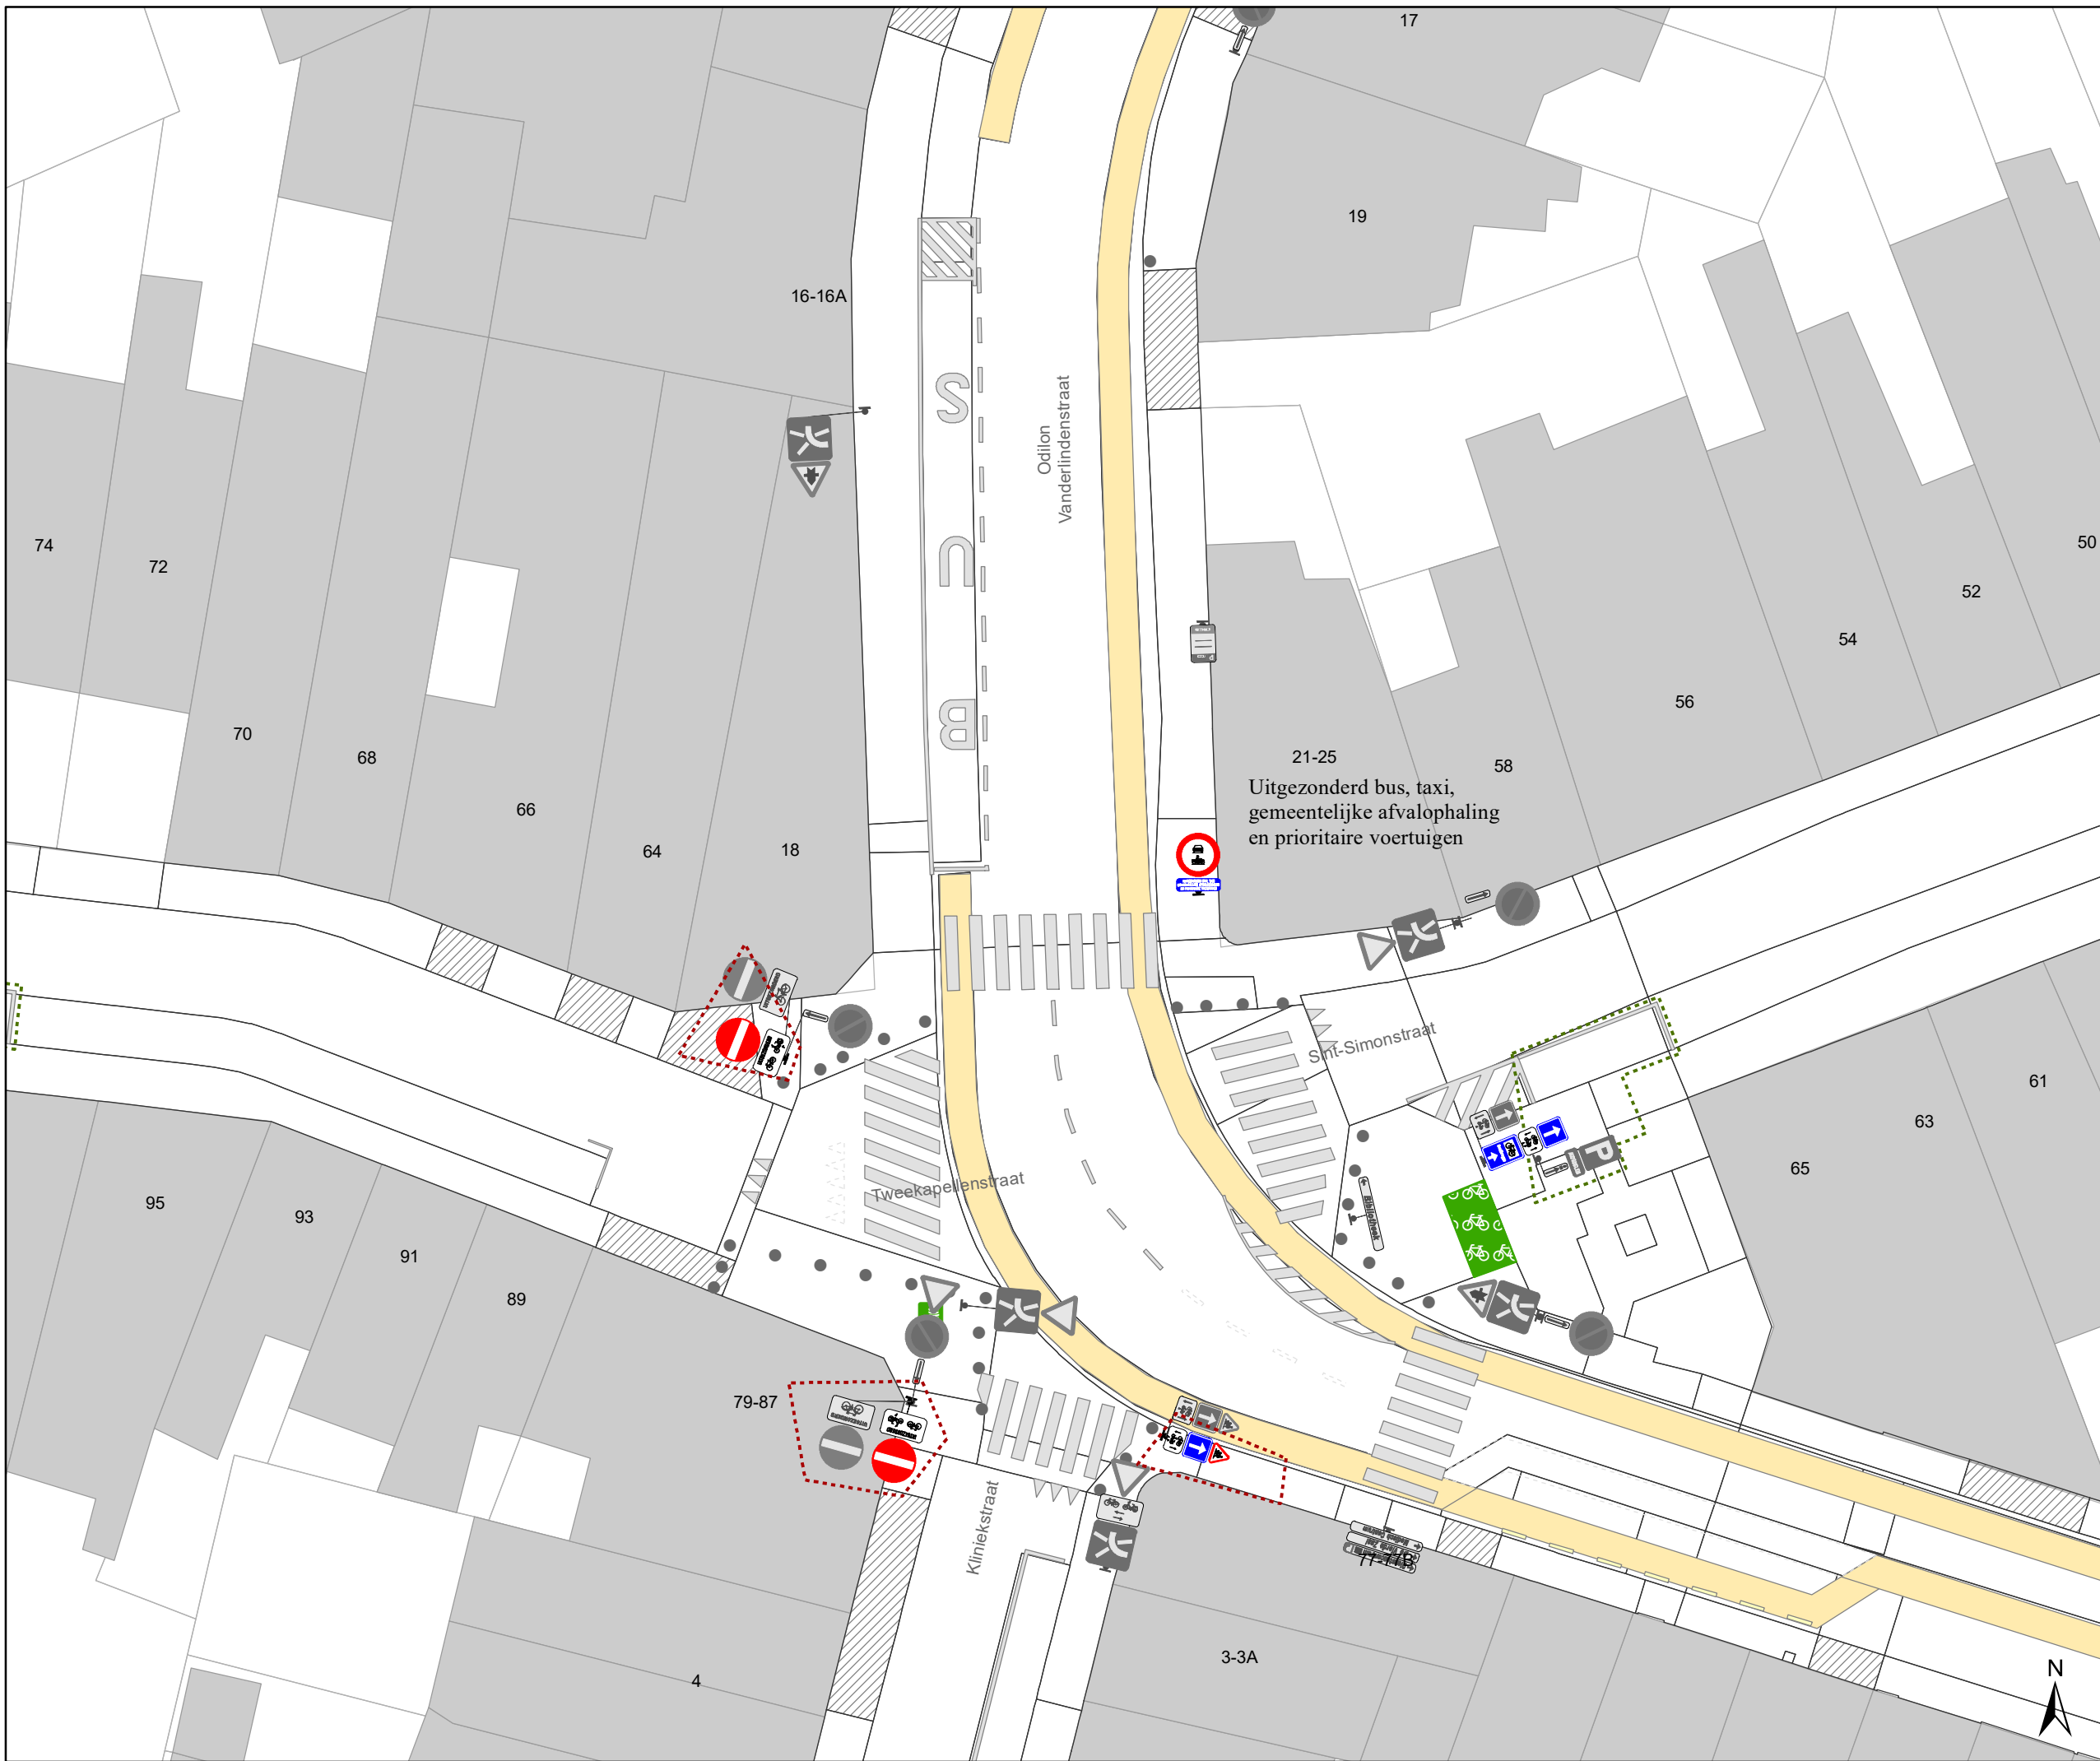 17
19
16-16A
S
U
B
Odilon
Vanderlindenstraat
74
72
70
68
66
64
18
50
52
54
56
58
21-25
Uitgezonderd bus, taxi,
gemeentelijke afvalophaling
en prioritaire voertuigen
Sint-Simonstraat
Tweekapellenstraat
P
Bibliotheek
61
63
65
95
93
91
89
79-87
Kliniekstraat
77-77B
3-3A
4
N